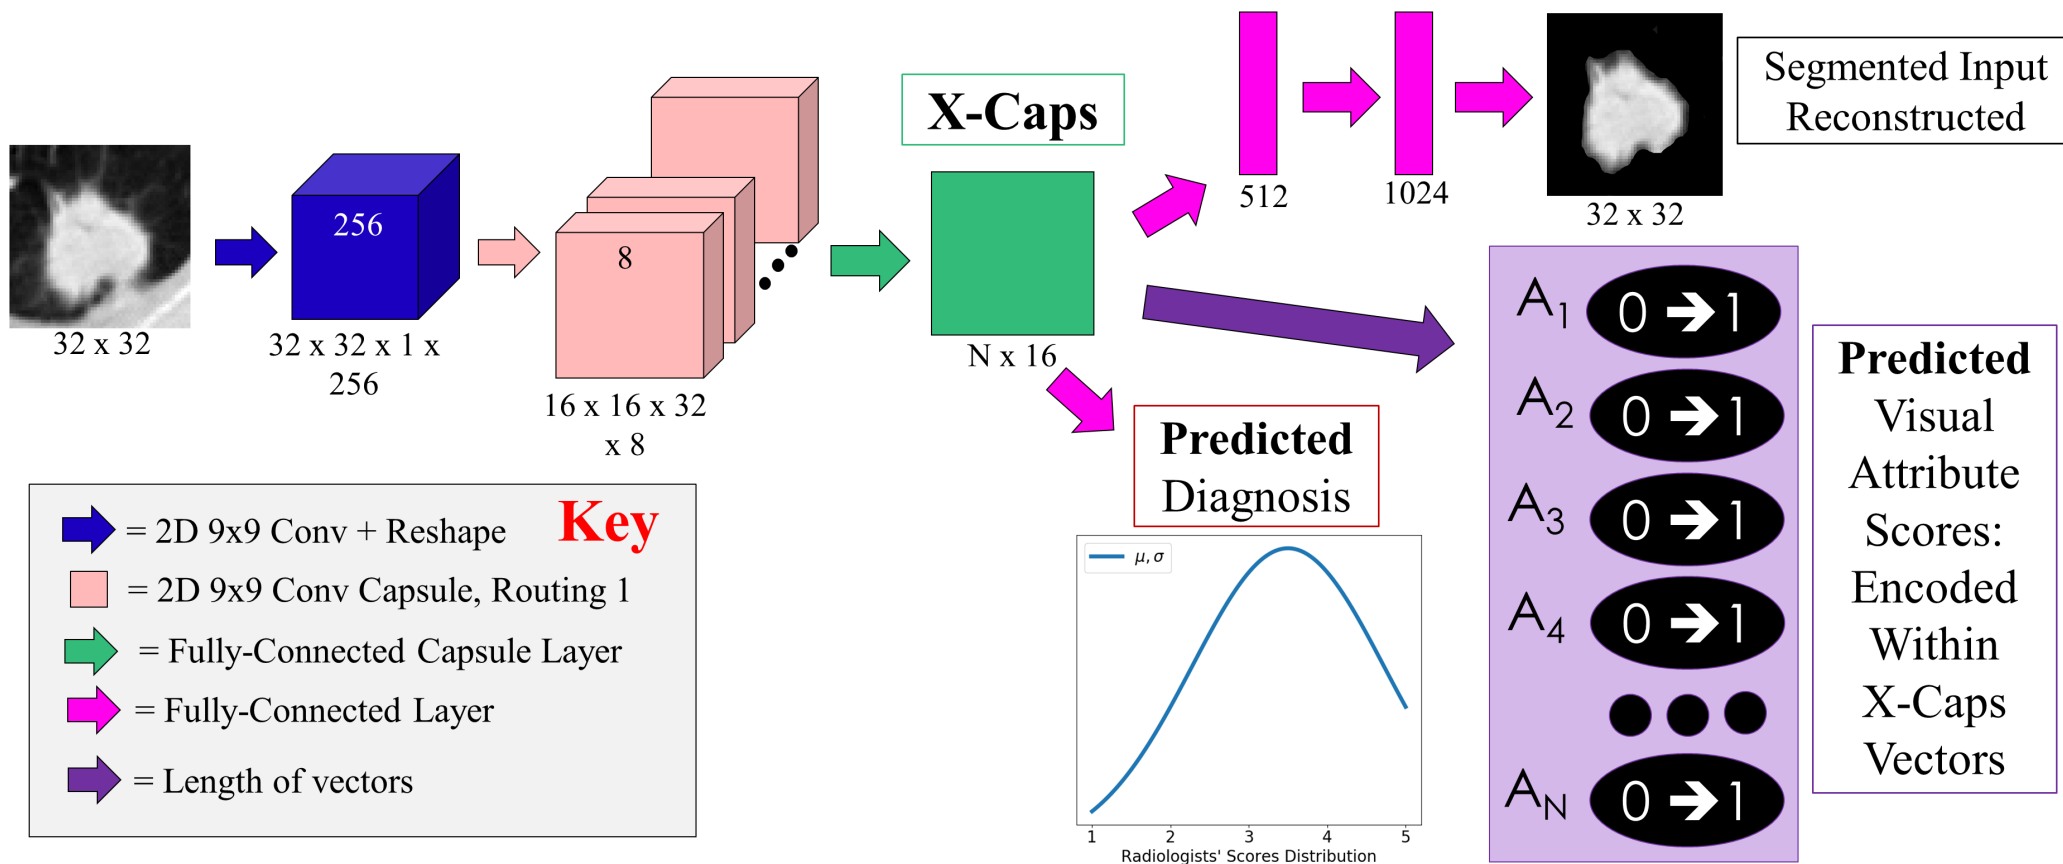 32 x 32
256
32 x 32 x 1 x
256
8
16 x 16 x 32
x 8
X-Caps
N x 16
512
1024
32 x 32
Segmented Input
Reconstructed
Predicted
Diagnosis
μ, σ
1 2 3 4 5
Radiologists' Scores Distribution
A1 0 ➔ 1
A2 0 ➔ 1
A3 0 ➔ 1
A4 0 ➔ 1
AN 0 ➔ 1
Predicted
Visual
Attribute
Scores:
Encoded
Within
X-Caps
Vectors
Key
= 2D 9x9 Conv + Reshape
= 2D 9x9 Conv Capsule, Routing 1
= Fully-Connected Capsule Layer
= Fully-Connected Layer
= Length of vectors